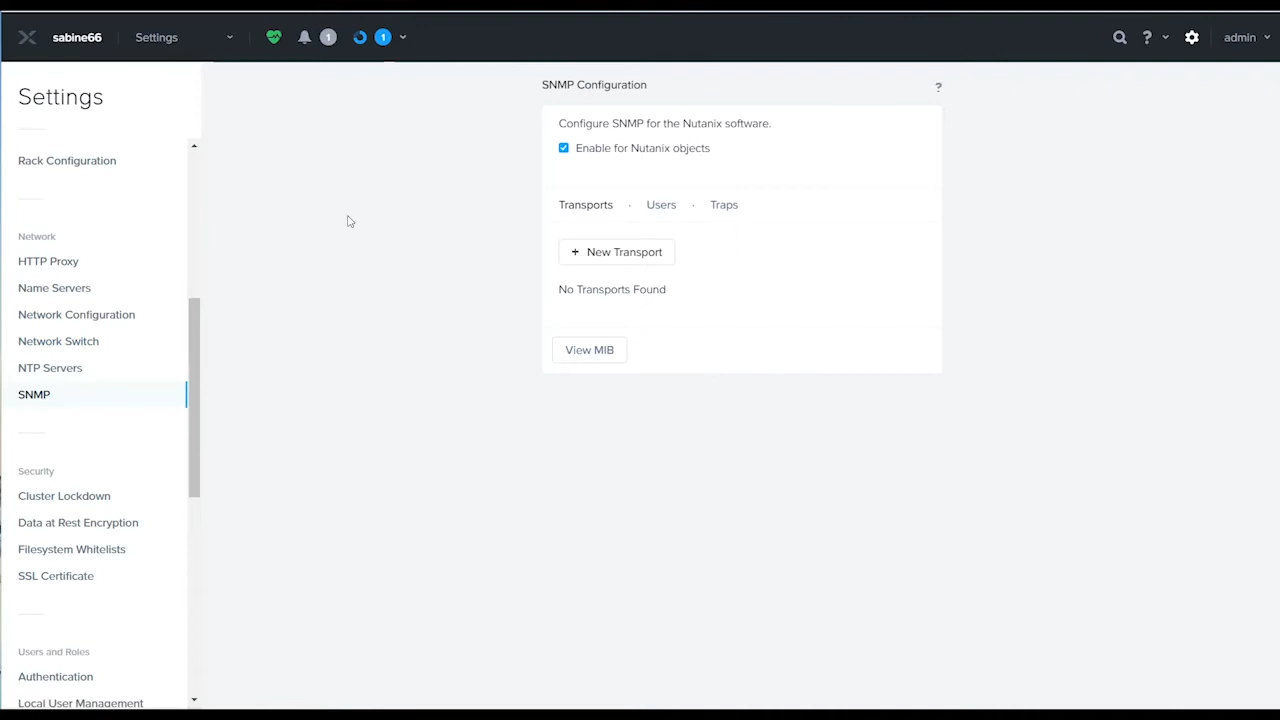 sabine66
Settings
1
1
?
admin
Settings
Rack Configuration
Network
HTTP Proxy
Name Servers
Network Configuration
Network Switch
NTP Servers
SNMP
Security
Cluster Lockdown
Data at Rest Encryption
Filesystem Whitelists
SSL Certificate
Users and Roles
Authentication
Local User Management
SNMP Configuration
?
Configure SNMP for the Nutanix software.
Enable for Nutanix objects
Transports · Users · Traps
+ New Transport
No Transports Found
View MIB